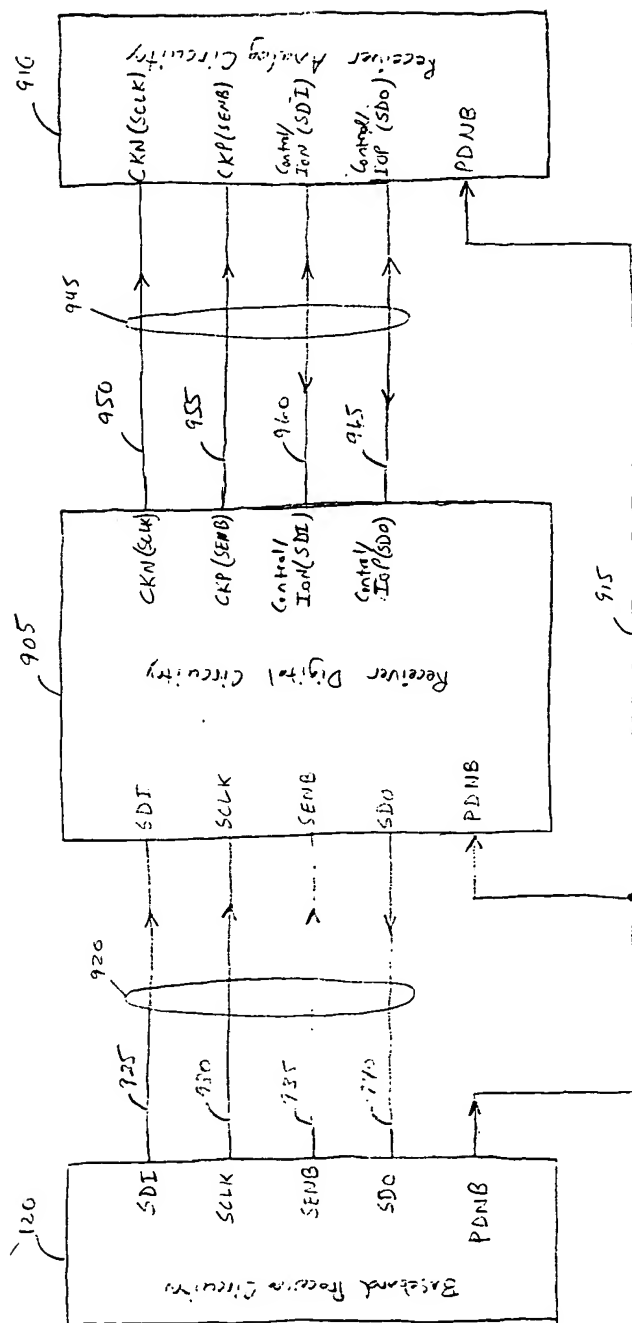 120
Baseband Processor Circuitry
SDI
SCLK
SENB
SDO
PDNB
925
930
935
940
920
905
SDI
SCLK
SENB
SDO
PDNB
Receiver Digital Circuitry
CKN(SCLK)
CKP(SENB)
Control/
ION(SDI)
Control/
IOP(SDO)
950
955
960
965
945
910
CKN(SCLK)
CKP(SENB)
Control/
ION(SDI)
Control/
IOP(SDO)
PDNB
Receiver Analog Circuitry
915